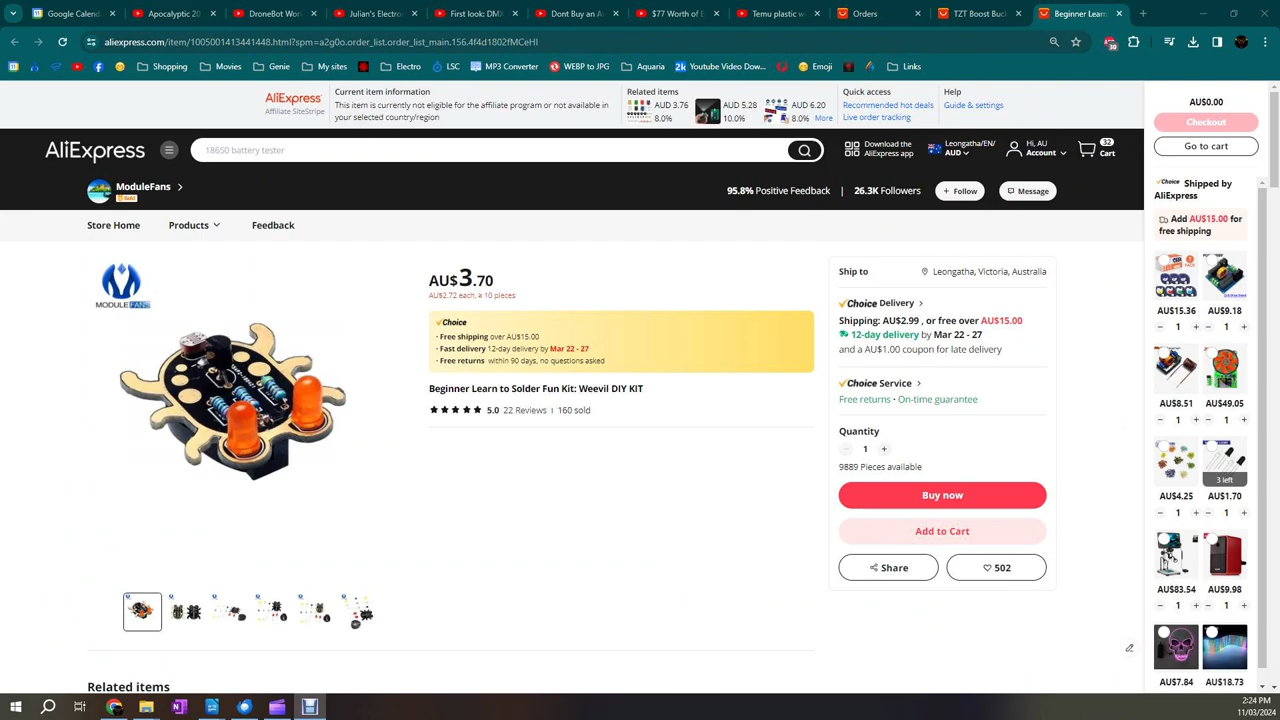 Google Calend
Apocalyptic 20
DroneBot Wor
Julian's Electro
First look: DMX
Dont Buy an A
$77 Worth of E
Temu plastic w
Orders
TZT Boost Buck
Beginner Learn
aliexpress.com/item/1005001413441448.html?spm=a2g0o.order_list.order_list_main.156.4f4d1802fMCeHI
30
Shopping
Movies
Genie
My sites
Electro
LSC
MP3 Converter
WEBP to JPG
Aquaria
Youtube Video Dow...
Emoji
Links
AliExpress
Affiliate SiteStripe
Current item information
This item is currently not eligible for the affiliate program or not available in
your selected country/region
Related items
AUD 3.76
8.0%
AUD 5.28
10.0%
AUD 6.20
8.0%
More
Quick access
Recommended hot deals
Live order tracking
Help
Guide & settings
AliExpress
18650 battery tester
Download the
AliExpress app
Leongatha/EN/
AUD
Hi, AU
Account
32
Cart
ModuleFans
Gold
95.8% Positive Feedback | 26.3K Followers
+ Follow
Message
Store Home
Products
Feedback
MODULE FANS
AU$3.70
AU$2.72 each, ≥ 10 pieces
Choice
· Free shipping over AU$15.00
· Fast delivery 12-day delivery by Mar 22 - 27
· Free returns within 90 days, no questions asked
Beginner Learn to Solder Fun Kit: Weevil DIY KIT
5.0 22 Reviews 160 sold
Ship to
Leongatha, Victoria, Australia
Choice Delivery
Shipping: AU$2.99 , or free over AU$15.00
12-day delivery by Mar 22 - 27
and a AU$1.00 coupon for late delivery
Choice Service
Free returns · On-time guarantee
Quantity
1
9889 Pieces available
Buy now
Add to Cart
Share
502
Related items
AU$0.00
Checkout
Go to cart
Choice Shipped by
AliExpress
Add AU$15.00 for
free shipping
AU$15.36
AU$9.18
1
1
AU$8.51
AU$49.05
1
1
3 left
AU$4.25
AU$1.70
1
1
AU$83.54
AU$9.98
1
1
AU$7.84
AU$18.73
2:24 PM
11/03/2024